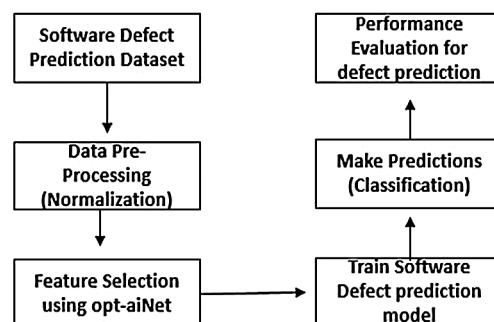 Software Defect
Prediction Dataset
Data Pre-
Processing
(Normalization)
Feature Selection
using opt-aiNet
Train Software
Defect prediction
model
Make Predictions
(Classification)
Performance
Evaluation for
defect prediction